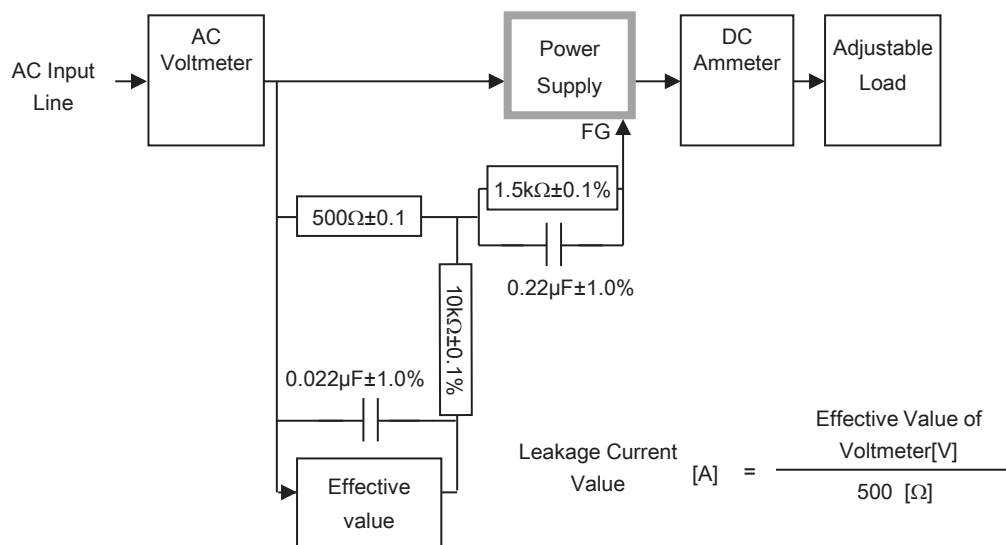 AC
Voltmeter
Power
Supply
DC
Ammeter
Adjustable
Load
AC Input
Line
FG
1.5kΩ±0.1%
500Ω±0.1
0.22µF±1.0%
10kΩ±0.1%
0.022µF±1.0%
Effective
value
Leakage Current
Value
[A] =
Effective Value of
Voltmeter[V]
500 [Ω]